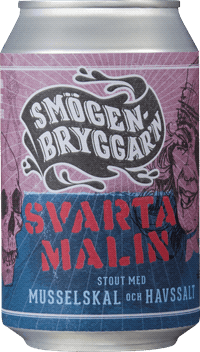 SMÖGEN-
BRYGGAR'N
SVARTA
MALIN
STOUT MED
MUSSELSKAL OCH HAVSSALT